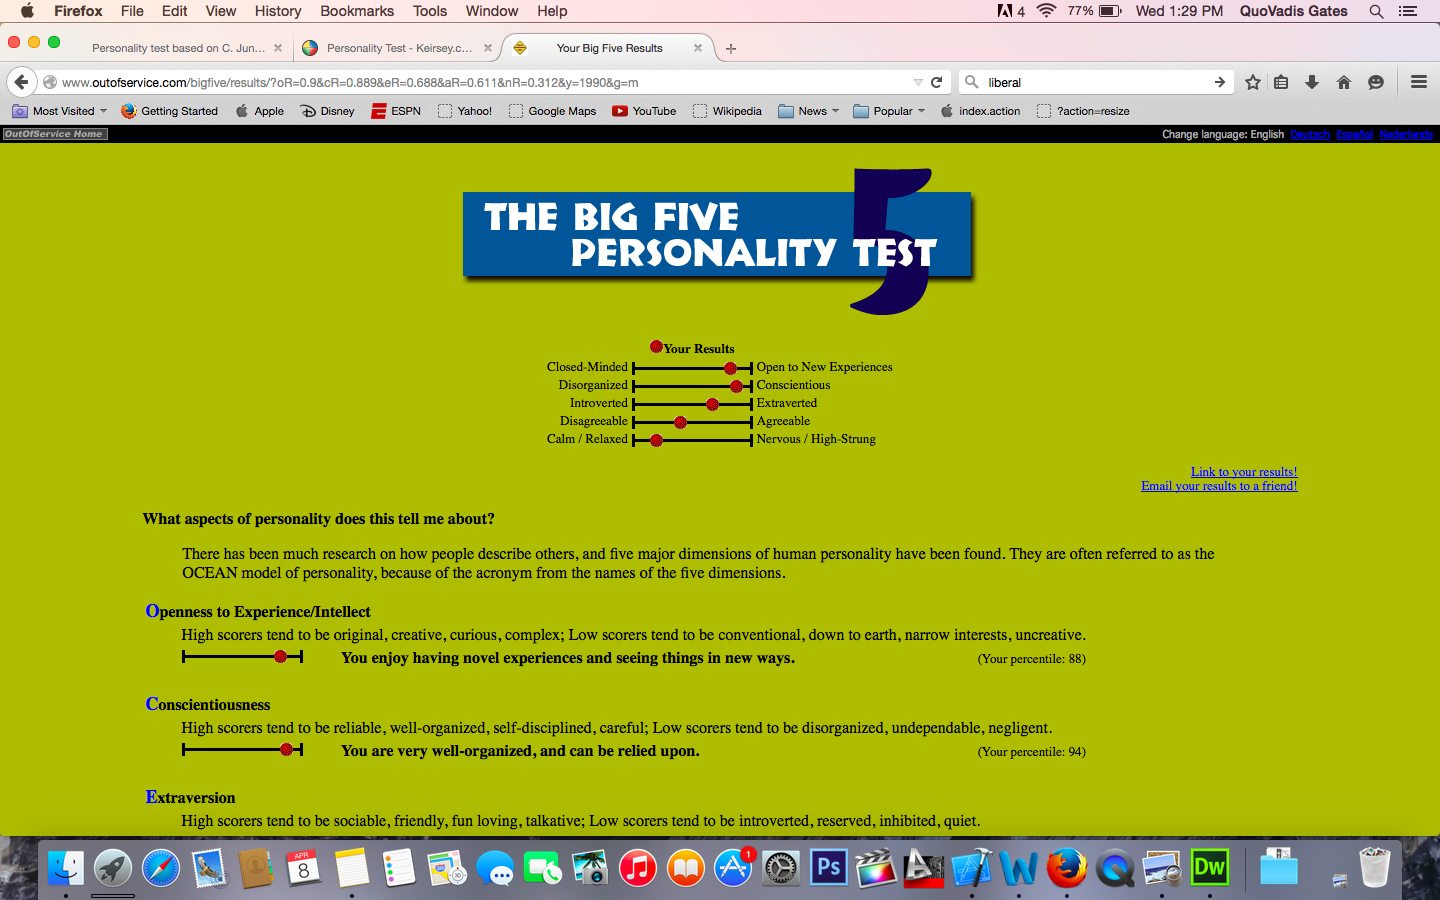 Firefox File Edit View History Bookmarks Tools Window Help 4 77% Wed 1:29 PM QuoVadis Gates
Personality test based on C. Jun... Personality Test - Keirsey.c... Your Big Five Results
www.outofservice.com/bigfive/results/?oR=0.9&cR=0.889&eR=0.688&aR=0.611&nR=0.312&y=1990&g=m liberal
Most Visited Getting Started Apple Disney ESPN Yahoo! Google Maps YouTube Wikipedia News Popular index.action ?action=resize
OutOfService Home Change language: English Deutsch Español Nederlands
5
THE BIG FIVE
PERSONALITY TEST
Your Results
Closed-Minded Open to New Experiences
Disorganized Conscientious
Introverted Extraverted
Disagreeable Agreeable
Calm / Relaxed Nervous / High-Strung
Link to your results!
Email your results to a friend!
What aspects of personality does this tell me about?
There has been much research on how people describe others, and five major dimensions of human personality have been found. They are often referred to as the
OCEAN model of personality, because of the acronym from the names of the five dimensions.
Openness to Experience/Intellect
High scorers tend to be original, creative, curious, complex; Low scorers tend to be conventional, down to earth, narrow interests, uncreative.
You enjoy having novel experiences and seeing things in new ways. (Your percentile: 88)
Conscientiousness
High scorers tend to be reliable, well-organized, self-disciplined, careful; Low scorers tend to be disorganized, undependable, negligent.
You are very well-organized, and can be relied upon. (Your percentile: 94)
Extraversion
High scorers tend to be sociable, friendly, fun loving, talkative; Low scorers tend to be introverted, reserved, inhibited, quiet.
APR
8
1
Ps
Dw